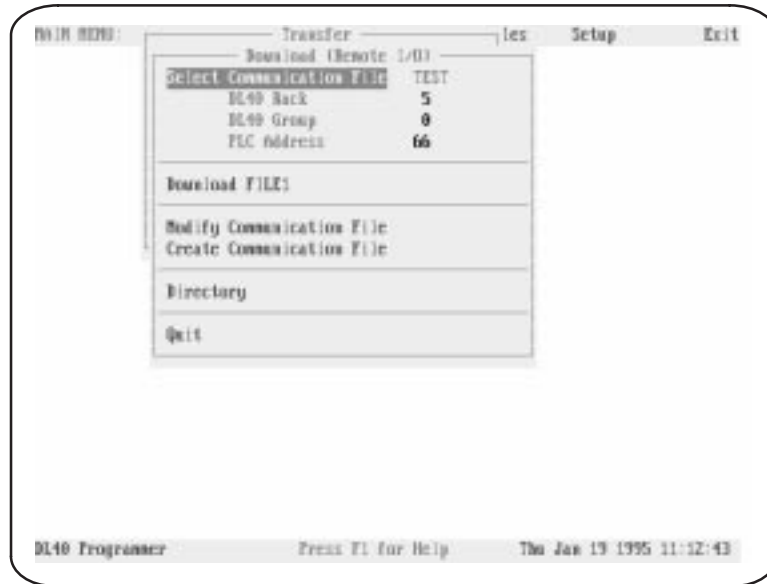 MAIN MENU: Transfer les Setup Exit
Download (Remote I/O)
Select Communication File TEST
DL40 Rack 5
DL40 Group 0
PLC Address 66
Download FILE1
Modify Communication File
Create Communication File
Directory
Quit
DL40 Programmer Press F1 for Help Thu Jan 19 1995 11:12:43